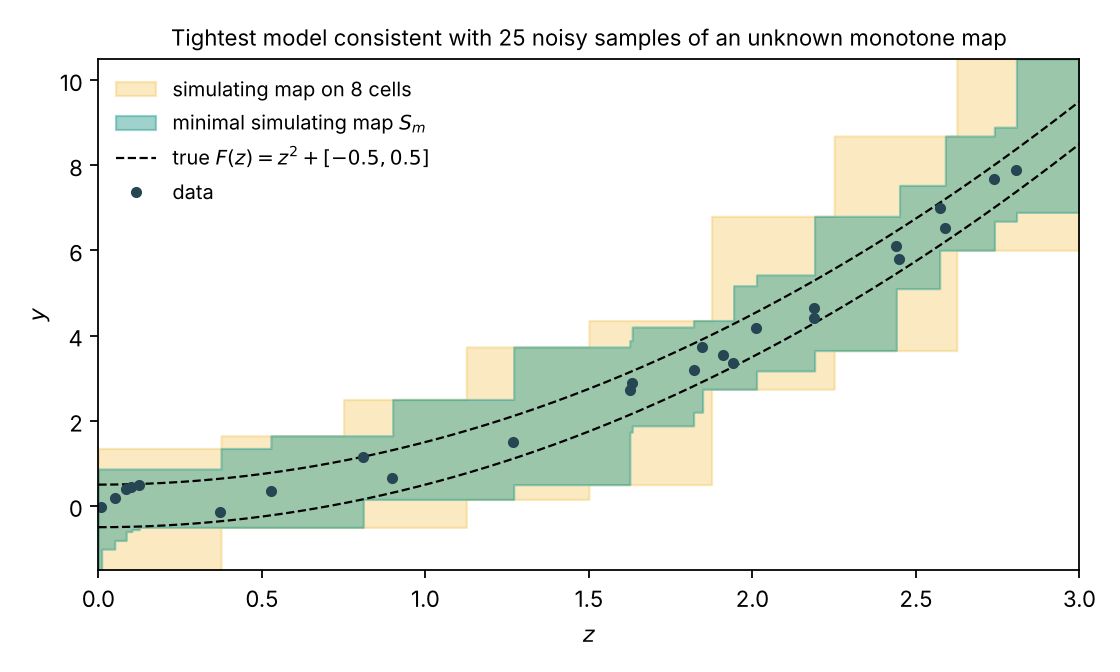 Tightest model consistent with 25 noisy samples of an unknown monotone map
simulating map on 8 cells
minimal simulating map $S_m$
true $F(z) = z^2 + [-0.5, 0.5]$
data
10
8
6
4
2
0
y
0.0 0.5 1.0 1.5 2.0 2.5 3.0
z